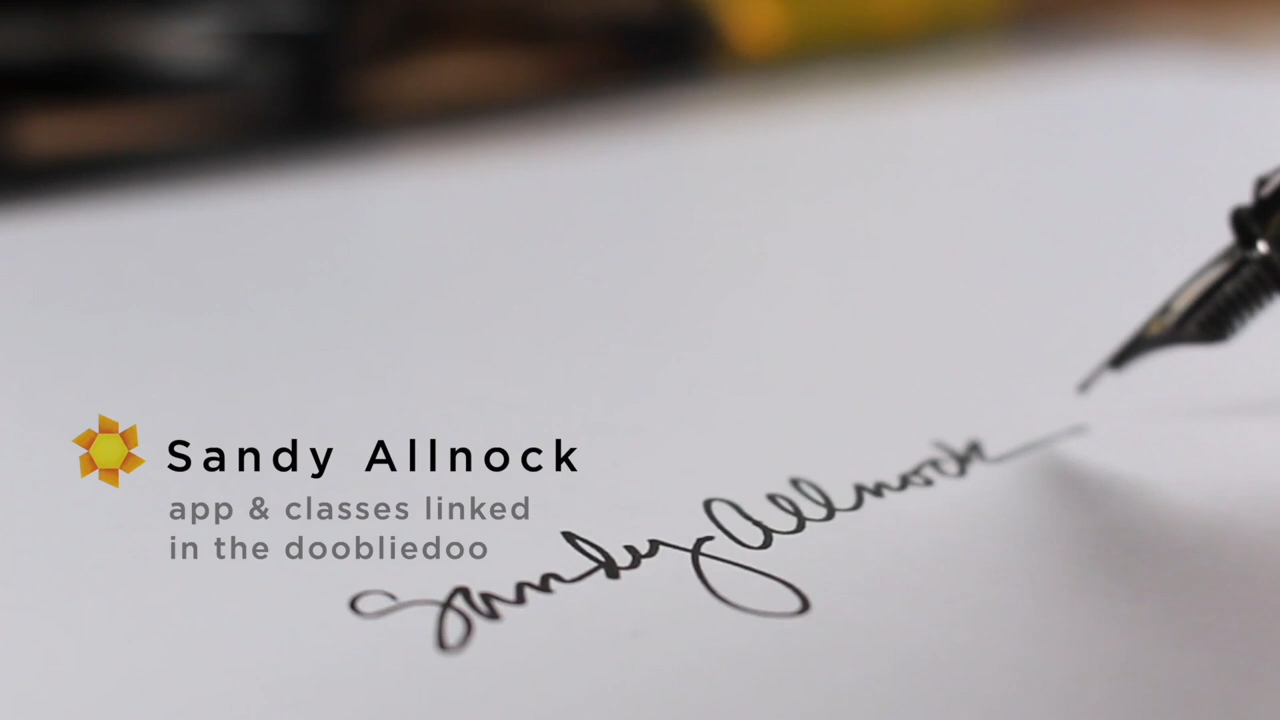 Sandy Allnock
app & classes linked
in the doobliedoo
Sandy Allnock